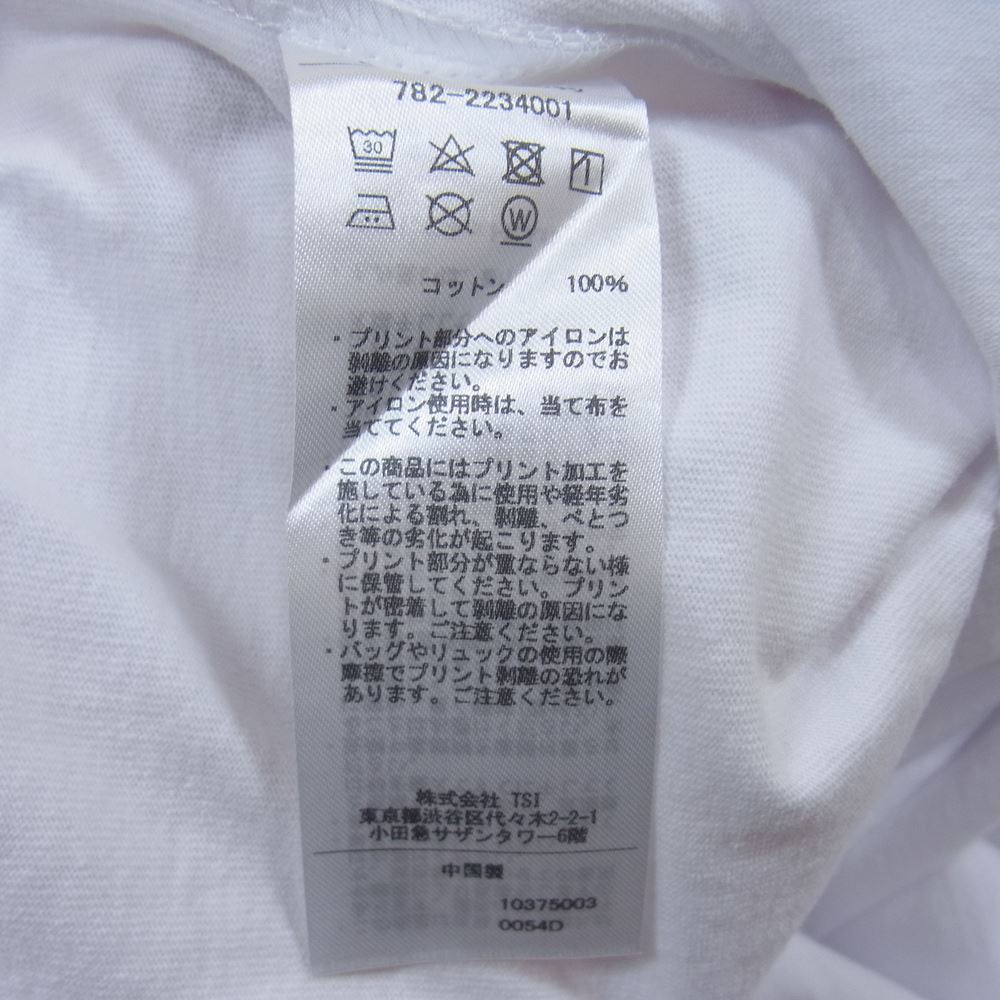 782-2234001
30
W
コットン 100%
・プリント部分へのアイロンは
剥離の原因になりますのでお
避けください。
・アイロン使用時は、当て布を
当ててください。
・この商品にはプリント加工を
施している為に使用や経年劣
化による割れ、剥離、べとつ
き等の劣化が起こります。
・プリント部分が重ならない様
に保管してください。プリン
トが密着して剥離の原因にな
ります。ご注意ください。
・バッグやリュックの使用の際
摩擦でプリント剥離の恐れが
あります。ご注意ください。
株式会社 TSI
東京都渋谷区代々木2-2-1
小田急サザンタワー6階
中国製
10375003
0054D